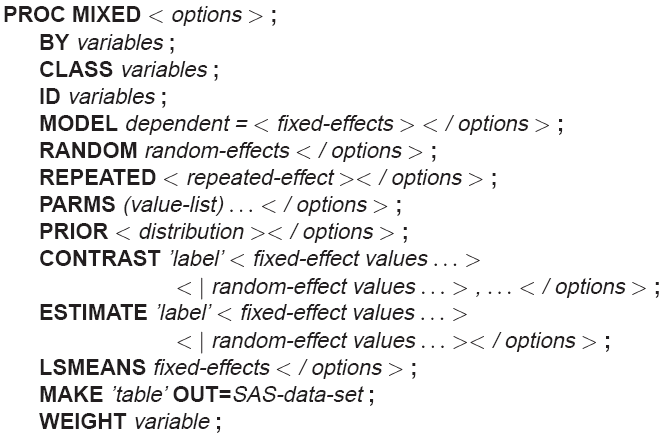 PROC MIXED < options > ;
BY variables ;
CLASS variables ;
ID variables ;
MODEL dependent = < fixed-effects > < / options > ;
RANDOM random-effects < / options > ;
REPEATED < repeated-effect >< / options > ;
PARMS (value-list) . . . < / options > ;
PRIOR < distribution >< / options > ;
CONTRAST ’label’ < fixed-effect values . . . >
< | random-effect values . . . > , . . . < / options > ;
ESTIMATE ’label’ < fixed-effect values . . . >
< | random-effect values . . . >< / options > ;
LSMEANS fixed-effects < / options > ;
MAKE ’table’ OUT=SAS-data-set ;
WEIGHT variable ;